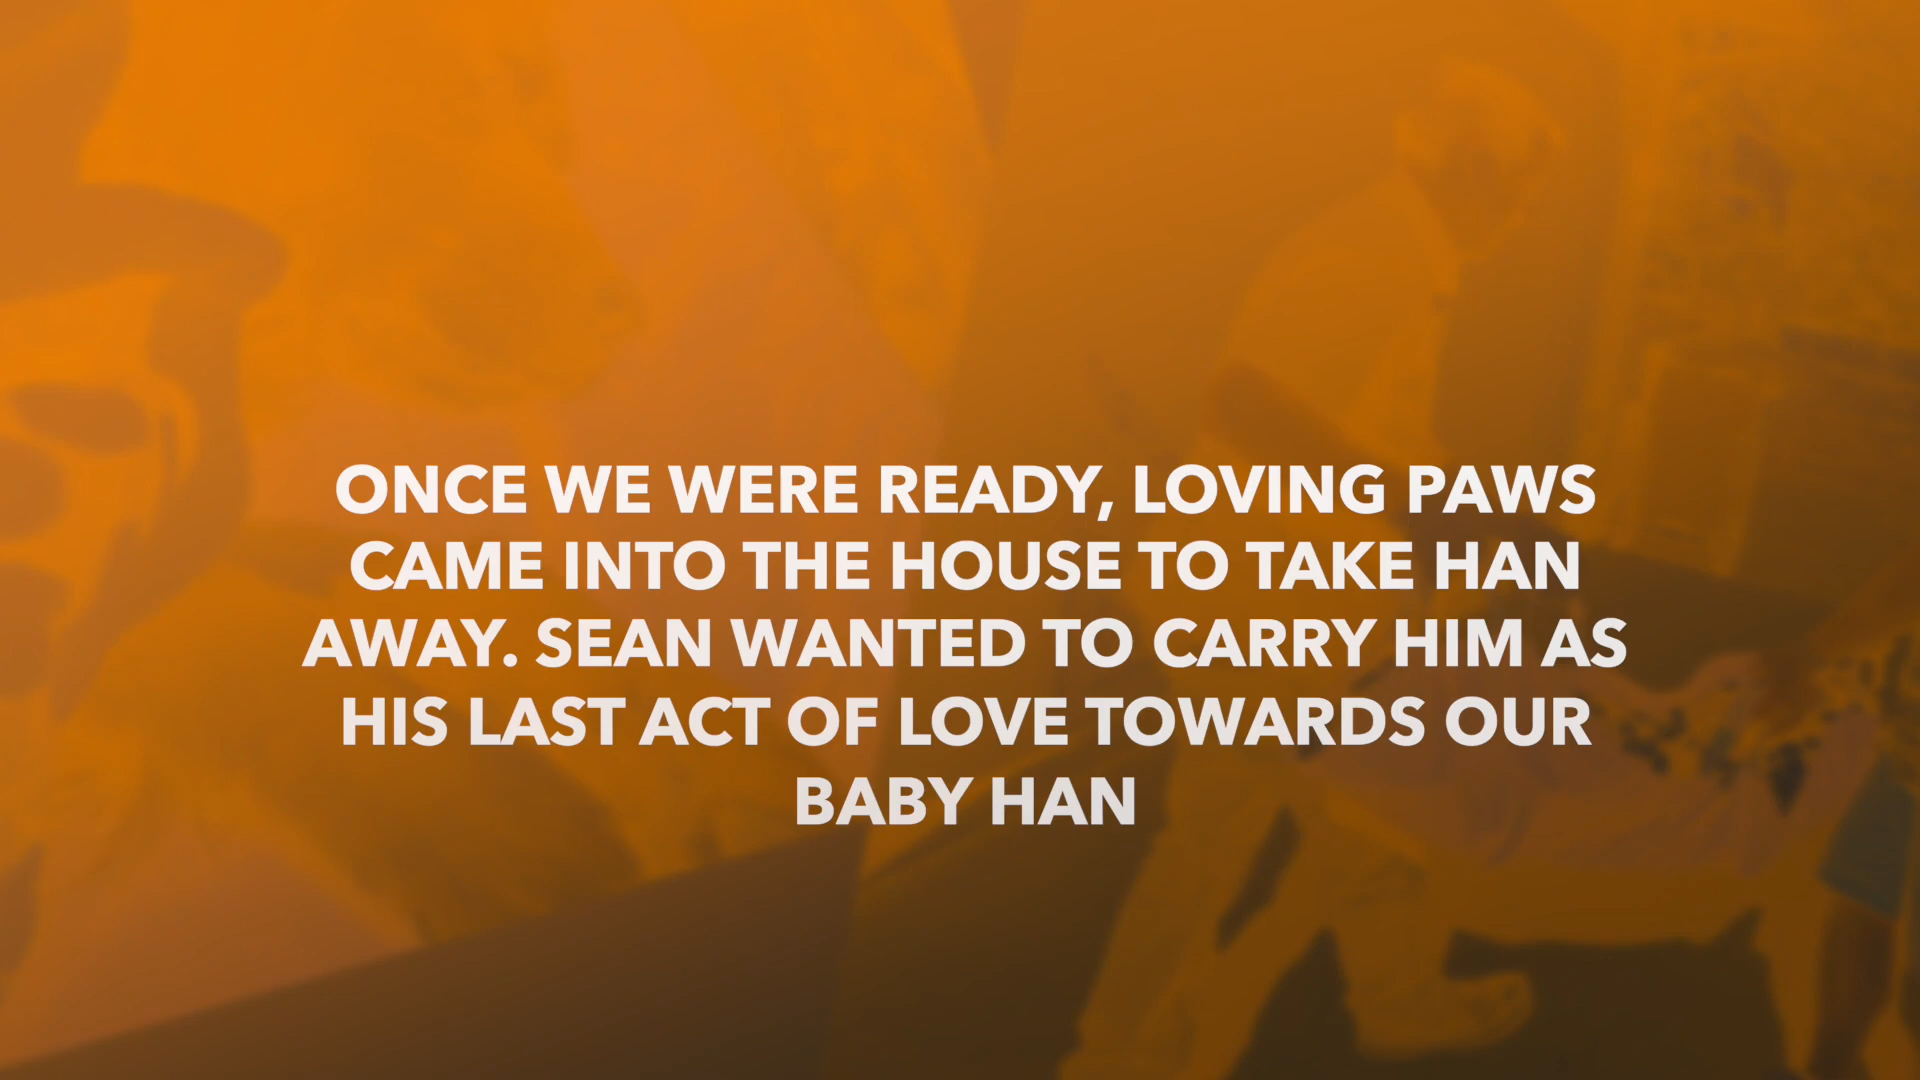 ONCE WE WERE READY, LOVING PAWS
CAME INTO THE HOUSE TO TAKE HAN
AWAY. SEAN WANTED TO CARRY HIM AS
HIS LAST ACT OF LOVE TOWARDS OUR
BABY HAN